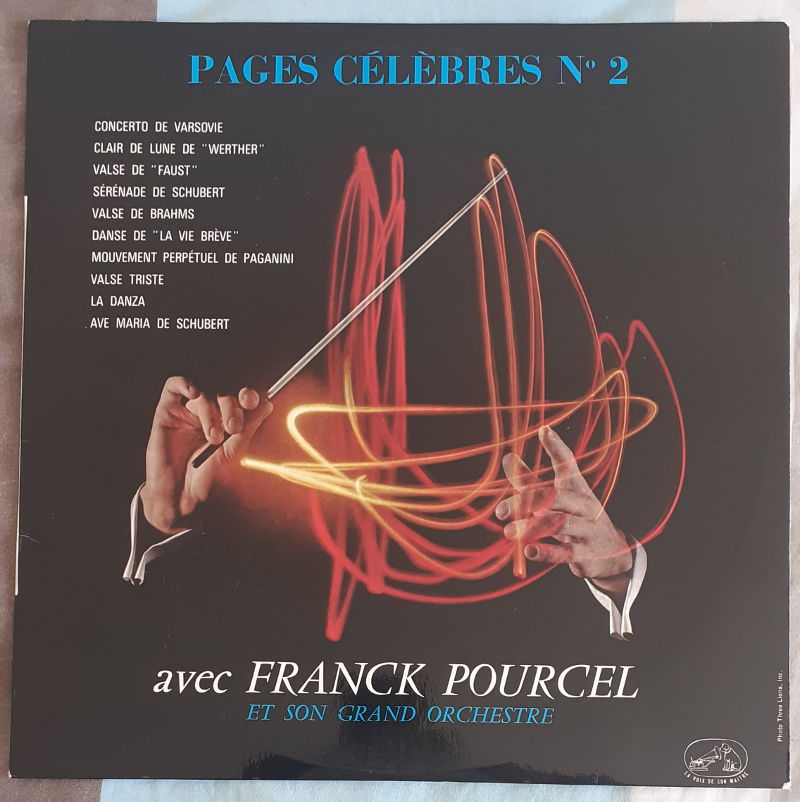 PAGES CÉLÈBRES Nº 2
CONCERTO DE VARSOVIE
CLAIR DE LUNE DE "WERTHER"
VALSE DE "FAUST"
SÉRÉNADE DE SCHUBERT
VALSE DE BRAHMS
DANSE DE "LA VIE BRÈVE"
MOUVEMENT PERPÉTUEL DE PAGANINI
VALSE TRISTE
LA DANZA
AVE MARIA DE SCHUBERT
avec FRANCK POURCEL
ET SON GRAND ORCHESTRE
Photo Three Lions, Inc.
LA VOIX DE SON MAITRE